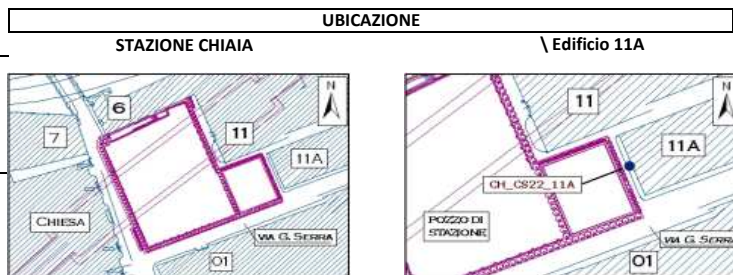 UBICAZIONE
STAZIONE CHIAIA
\ Edificio 11A
N
6
7
11
11A
CHIESA
VIA G. SERRA
O1
N
11
11A
CH_CS22_11A
POZZO DI
STAZIONE
VIA G. SERRA
O1